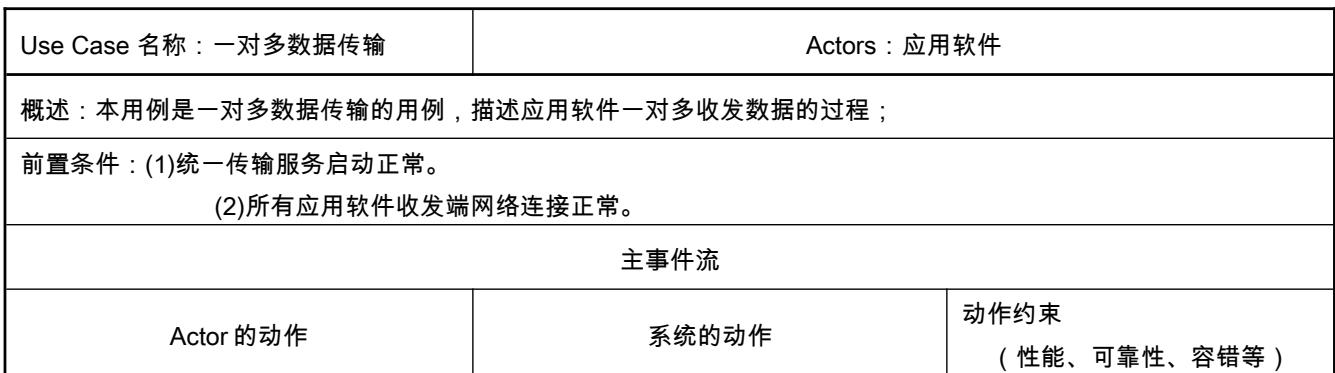 Use Case 名称：一对多数据传输
Actors：应用软件
概述：本用例是一对多数据传输的用例，描述应用软件一对多收发数据的过程；
前置条件：(1)统一传输服务启动正常。
(2)所有应用软件收发端网络连接正常。
主事件流
Actor 的动作
系统的动作
动作约束
（性能、可靠性、容错等）